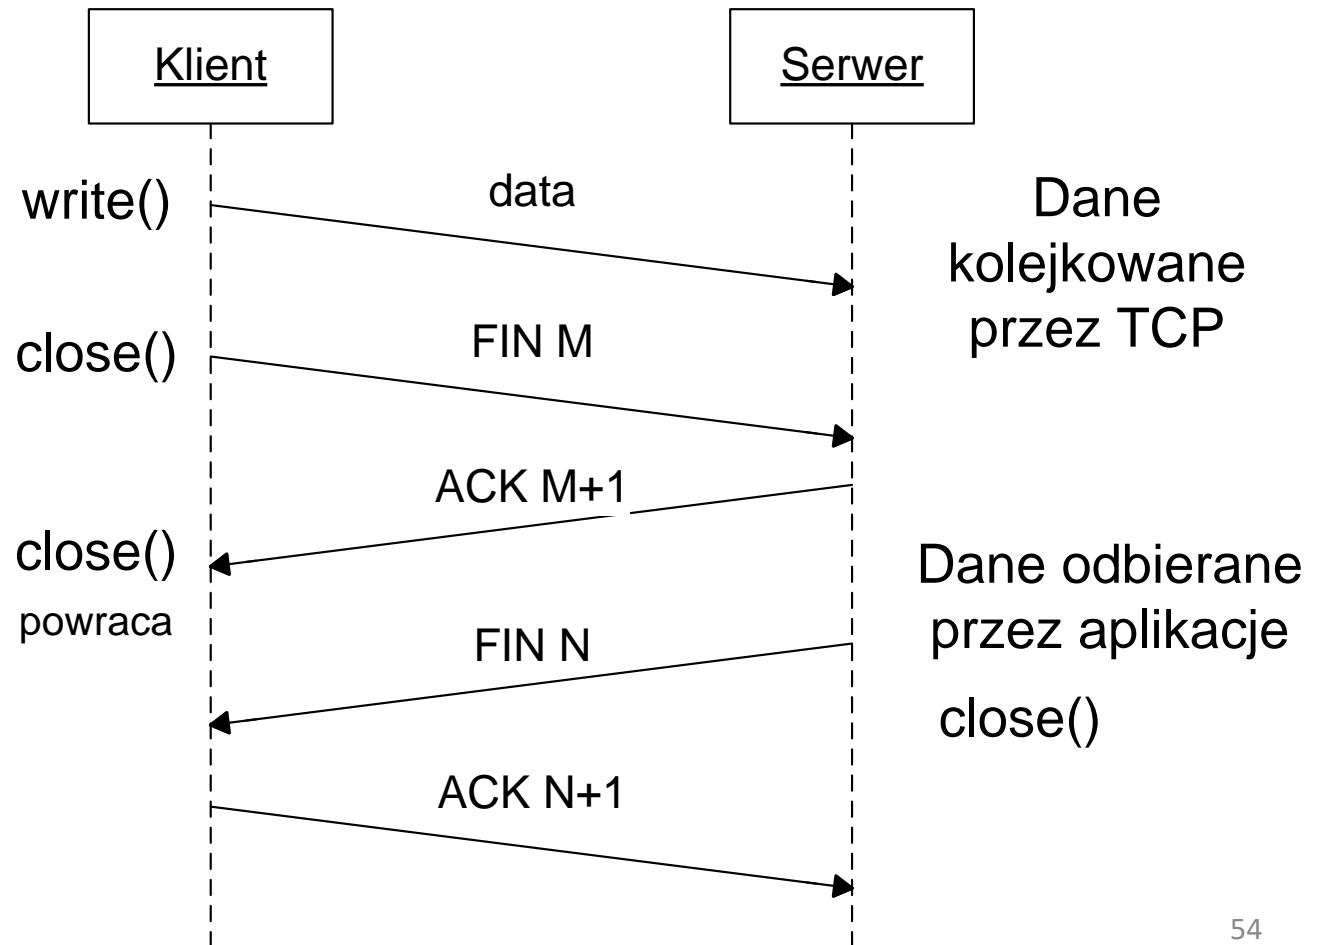 Klient
Serwer
write()
data
Dane
kolejkowane
przez TCP
close()
FIN M
ACK M+1
close()
powraca
Dane odbierane
przez aplikacje
FIN N
close()
ACK N+1
54